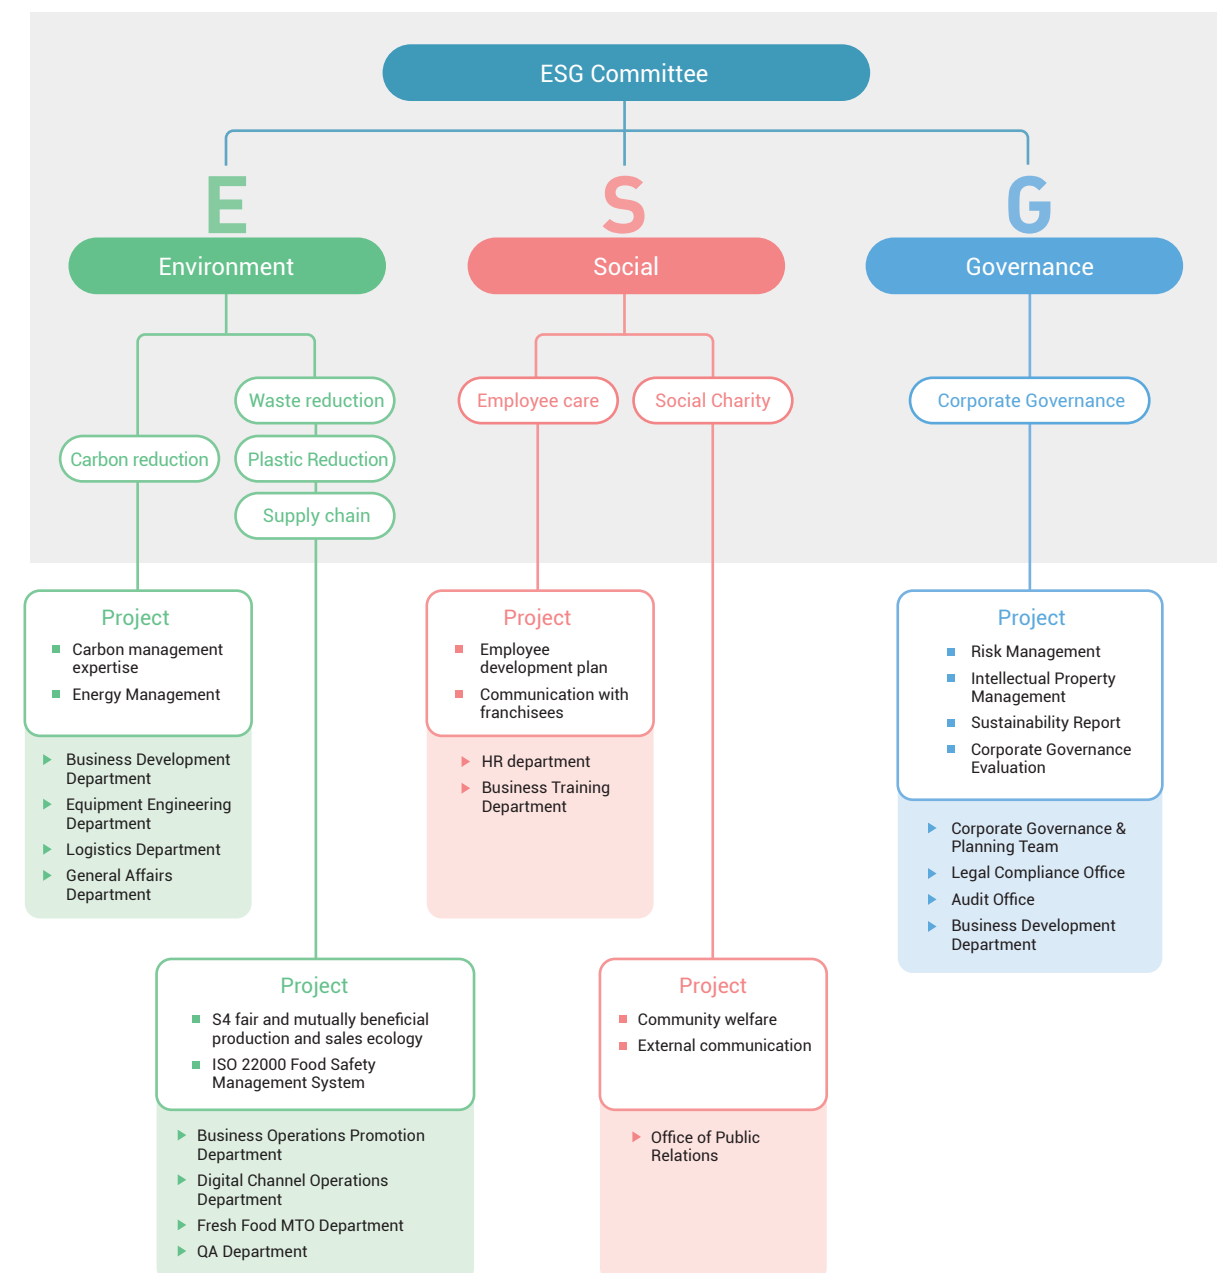 ESG Committee
E
S
G
Environment
Social
Governance
Waste reduction
Employee care
Social Charity
Corporate Governance
Carbon reduction
Plastic Reduction
Supply chain
Project
Carbon management
expertise
Energy Management
Business Development
Department
Equipment Engineering
Department
Logistics Department
General Affairs
Department
Project
Employee
development plan
Communication with
franchisees
HR department
Business Training
Department
Project
Risk Management
Intellectual Property
Management
Sustainability Report
Corporate Governance
Evaluation
Corporate Governance &
Planning Team
Legal Compliance Office
Audit Office
Business Development
Department
Project
S4 fair and mutually beneficial
production and sales ecology
ISO 22000 Food Safety
Management System
Business Operations Promotion
Department
Digital Channel Operations
Department
Fresh Food MTO Department
QA Department
Project
Community welfare
External communication
Office of Public
Relations